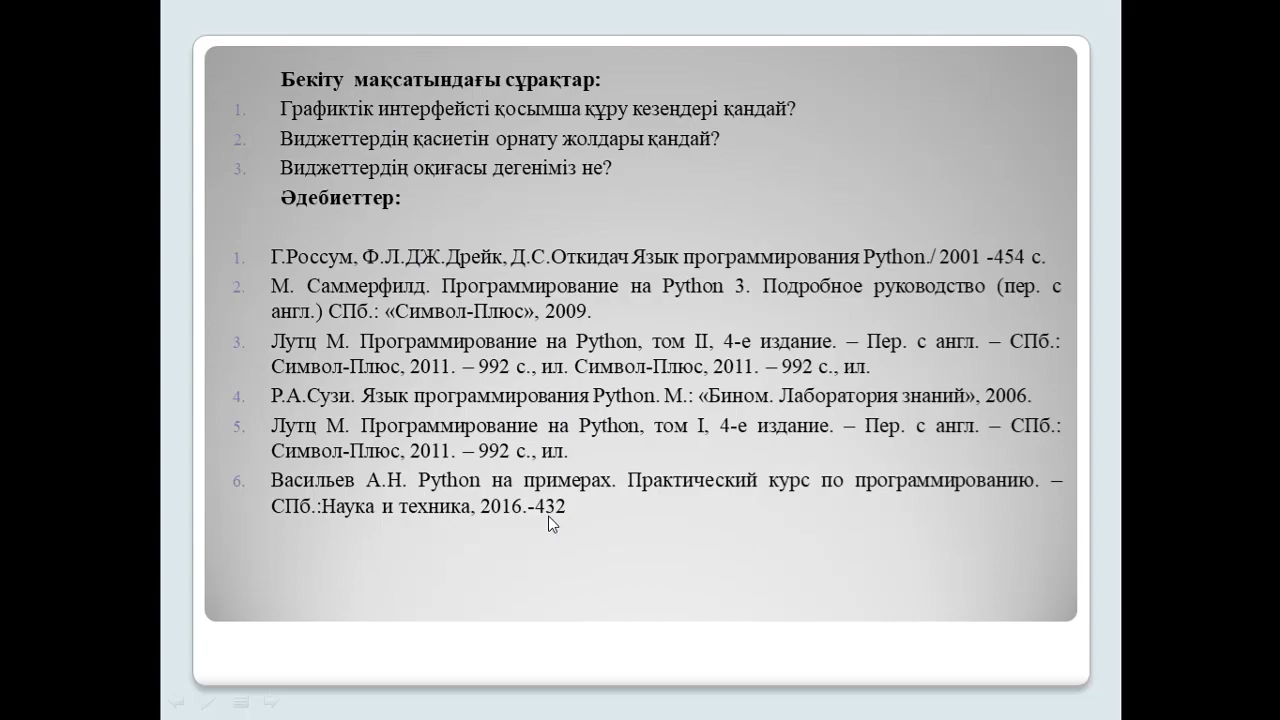 Бекіту мақсатындағы сұрақтар:
1. Графиктік интерфейсті қосымша құру кезеңдері қандай?
2. Виджеттердің қасиетін орнату жолдары қандай?
3. Виджеттердің оқиғасы дегеніміз не?
Әдебиеттер:
1. Г.Россум, Ф.Л.ДЖ.Дрейк, Д.С.Откидач Язык программирования Python./ 2001 -454 с.
2. М. Саммерфилд. Программирование на Python 3. Подробное руководство (пер. с
англ.) СПб.: «Символ-Плюс», 2009.
3. Лутц М. Программирование на Python, том II, 4-е издание. – Пер. с англ. – СПб.:
Символ-Плюс, 2011. – 992 с., ил. Символ-Плюс, 2011. – 992 с., ил.
4. Р.А.Сузи. Язык программирования Python. М.: «Бином. Лаборатория знаний», 2006.
5. Лутц М. Программирование на Python, том I, 4-е издание. – Пер. с англ. – СПб.:
Символ-Плюс, 2011. – 992 с., ил.
6. Васильев А.Н. Python на примерах. Практический курс по программированию. –
СПб.:Наука и техника, 2016.-432